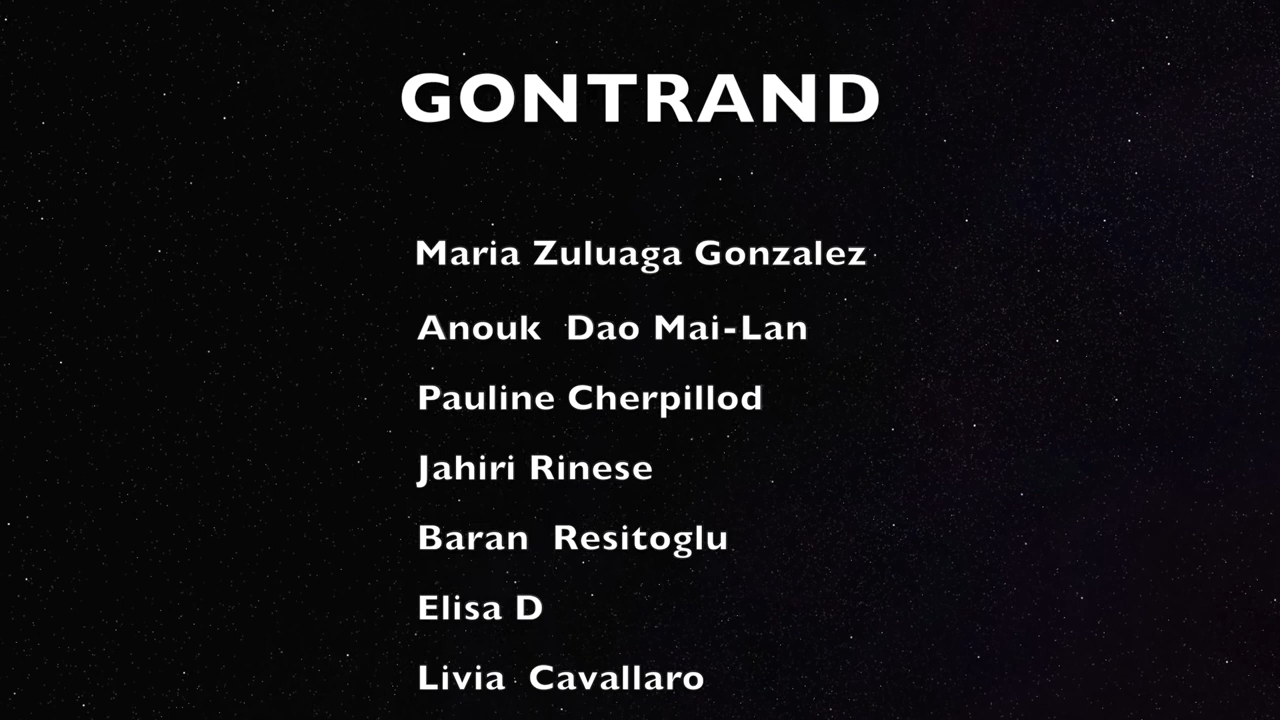 GONTRAND
Maria Zuluaga Gonzalez
Anouk  Dao Mai-Lan
Pauline Cherpillod
Jahiri Rinese
Baran  Resitoglu
Elisa D
Livia  Cavallaro